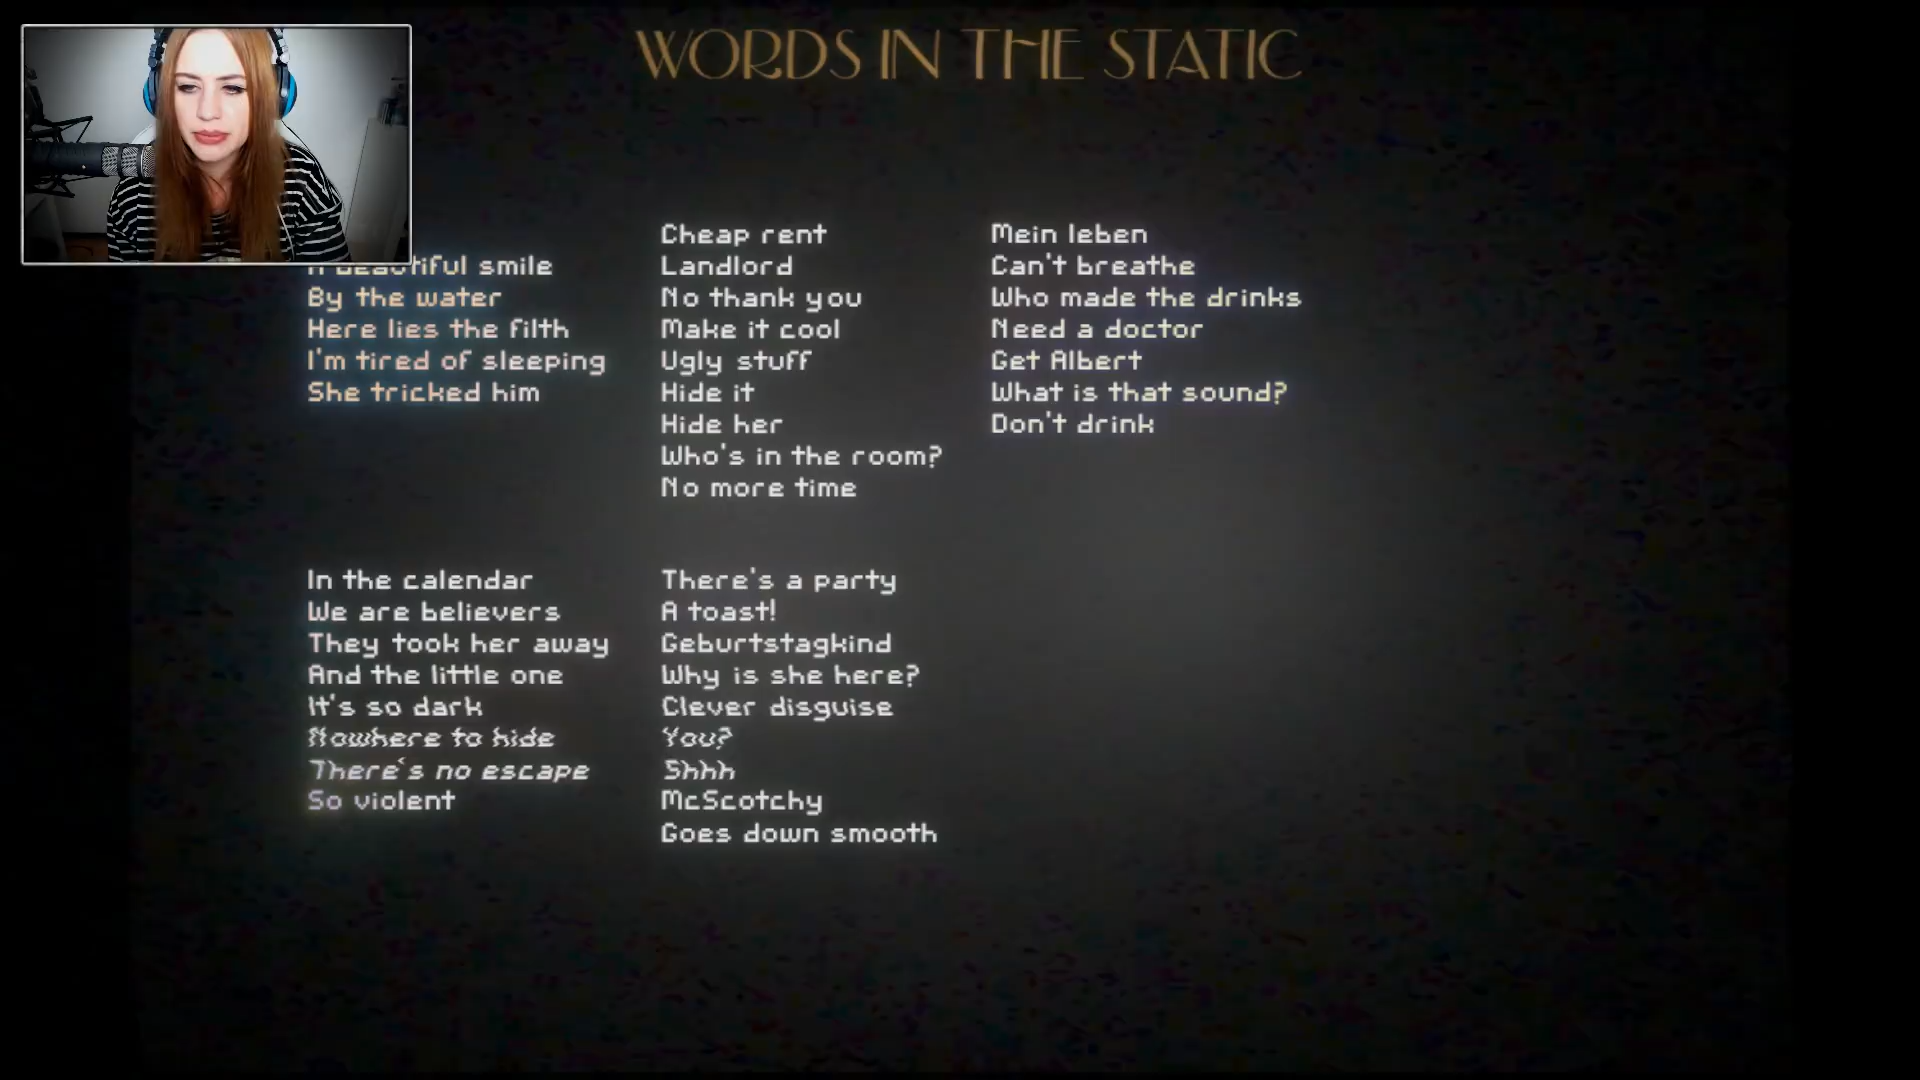 WORDS IN THE STATIC
smile
By the water
Here lies the filth
I'm tired of sleeping
She tricked him
Cheap rent
Landlord
No thank you
Make it cool
Ugly stuff
Hide it
Hide her
Who's in the room?
No more time
Mein leben
Can't breathe
Who made the drinks
Need a doctor
Get Albert
What is that sound?
Don't drink
In the calendar
We are believers
They took her away
And the little one
It's so dark
Nowhere to hide
There's no escape
So violent
There's a party
A toast!
Geburtstagkind
Why is she here?
Clever disguise
You?
Shhh
McScotchy
Goes down smooth